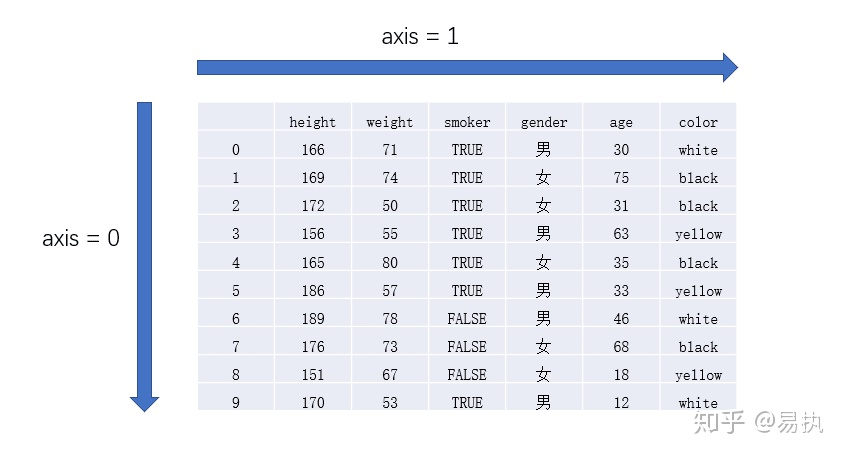 axis = 1
axis = 0
height weight smoker gender age color
0 166 71 TRUE 男 30 white
1 169 74 TRUE 女 75 black
2 172 50 TRUE 女 31 black
3 156 55 TRUE 男 63 yellow
4 165 80 TRUE 女 35 black
5 186 57 TRUE 男 33 yellow
6 189 78 FALSE 男 46 white
7 176 73 FALSE 女 68 black
8 151 67 FALSE 女 18 yellow
9 170 53 TRUE 男 12 white
知乎 @易执